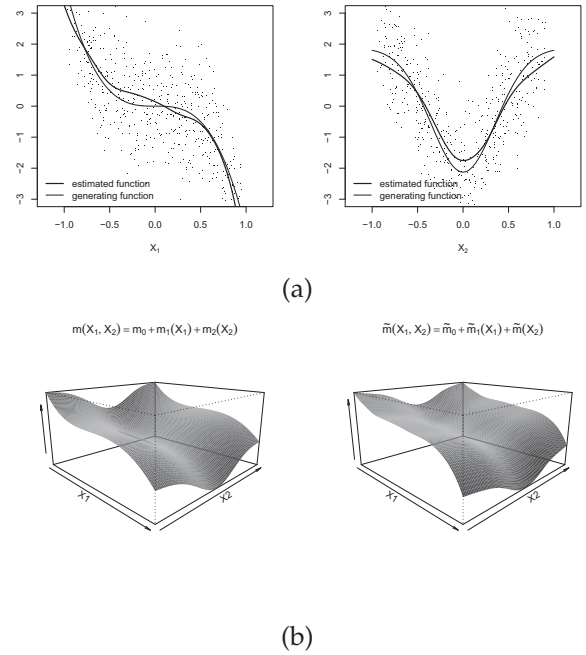 3
2
1
0
−1
−2
−3
estimated function
generating function
−1.0 −0.5 0.0 0.5 1.0
X1
3
2
1
0
−1
−2
−3
estimated function
generating function
−1.0 −0.5 0.0 0.5 1.0
X2
(a)
m(X1, X2) = m0 + m1(X1) + m2(X2)
m̃(X1, X2) = m̃0 + m̃1(X1) + m̃(X2)
X1
X2
X1
X2
(b)